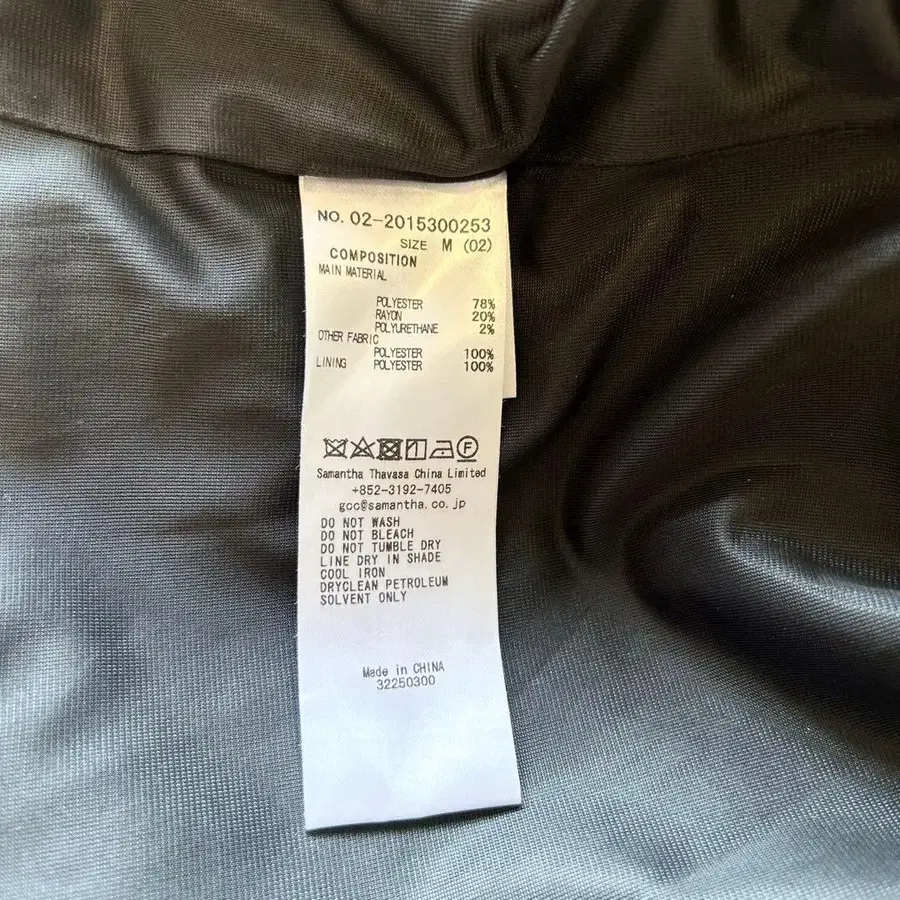 NO. 02-2015300253
SIZE M (02)
COMPOSITION
MAIN MATERIAL
POLYESTER 78%
RAYON 20%
POLYURETHANE 2%
OTHER FABRIC
POLYESTER 100%
LINING POLYESTER 100%
F
Samantha Thavasa China Limited
+852-3192-7405
gcc@samantha.co.jp
DO NOT WASH
DO NOT BLEACH
DO NOT TUMBLE DRY
LINE DRY IN SHADE
COOL IRON
DRYCLEAN PETROLEUM
SOLVENT ONLY
Made in CHINA
32250300